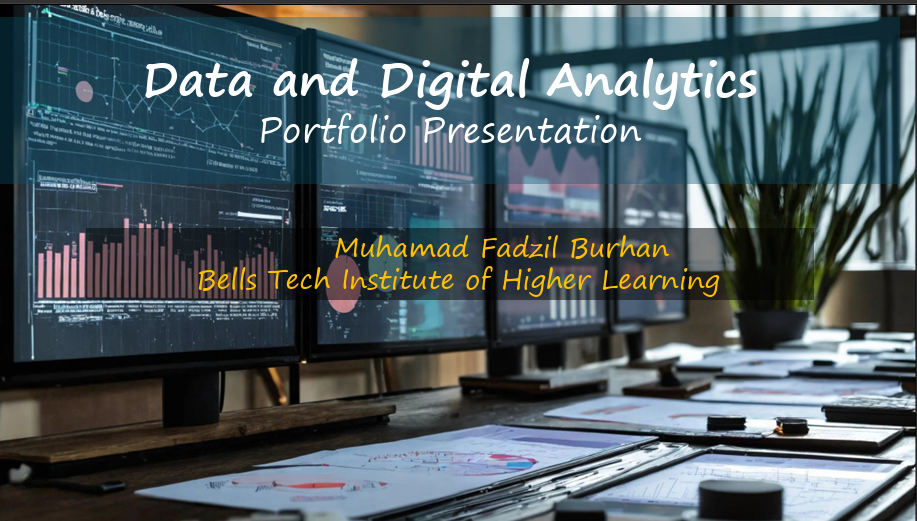 Data and Digital Analytics
Portfolio Presentation
Muhamad Fadzil Burhan
Bells Tech Institute of Higher Learning